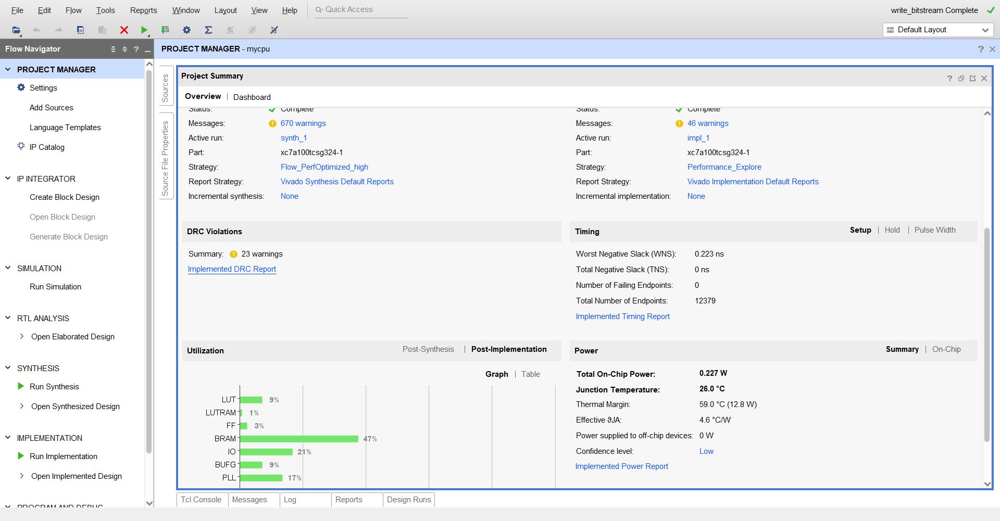 File Edit Flow Tools Reports Window Layout View Help Quick Access write_bitstream Complete
Default Layout
Flow Navigator
PROJECT MANAGER - mycpu
PROJECT MANAGER
Settings
Add Sources
Language Templates
IP Catalog
IP INTEGRATOR
Create Block Design
Open Block Design
Generate Block Design
SIMULATION
Run Simulation
RTL ANALYSIS
Open Elaborated Design
SYNTHESIS
Run Synthesis
Open Synthesized Design
IMPLEMENTATION
Run Implementation
Open Implemented Design
PROGRAM AND DEBUG
Sources
Source File Properties
Project Summary
Overview | Dashboard
Status: Complete
Messages: 670 warnings
Active run: synth_1
Part: xc7a100tcsg324-1
Strategy: Flow_PerfOptimized_high
Report Strategy: Vivado Synthesis Default Reports
Incremental synthesis: None
Status: Complete
Messages: 46 warnings
Active run: impl_1
Part: xc7a100tcsg324-1
Strategy: Performance_Explore
Report Strategy: Vivado Implementation Default Reports
Incremental implementation: None
DRC Violations
Summary: 23 warnings
Implemented DRC Report
Timing Setup | Hold | Pulse Width
Worst Negative Slack (WNS): 0.223 ns
Total Negative Slack (TNS): 0 ns
Number of Failing Endpoints: 0
Total Number of Endpoints: 12379
Implemented Timing Report
Utilization Post-Synthesis | Post-Implementation
Graph | Table
LUT 9%
LUTRAM 1%
FF 3%
BRAM 47%
IO 21%
BUFG 9%
PLL 17%
Power Summary | On-Chip
Total On-Chip Power: 0.227 W
Junction Temperature: 26.0 °C
Thermal Margin: 59.0 °C (12.8 W)
Effective ϑJA: 4.6 °C/W
Power supplied to off-chip devices: 0 W
Confidence level: Low
Implemented Power Report
Tcl Console Messages Log Reports Design Runs